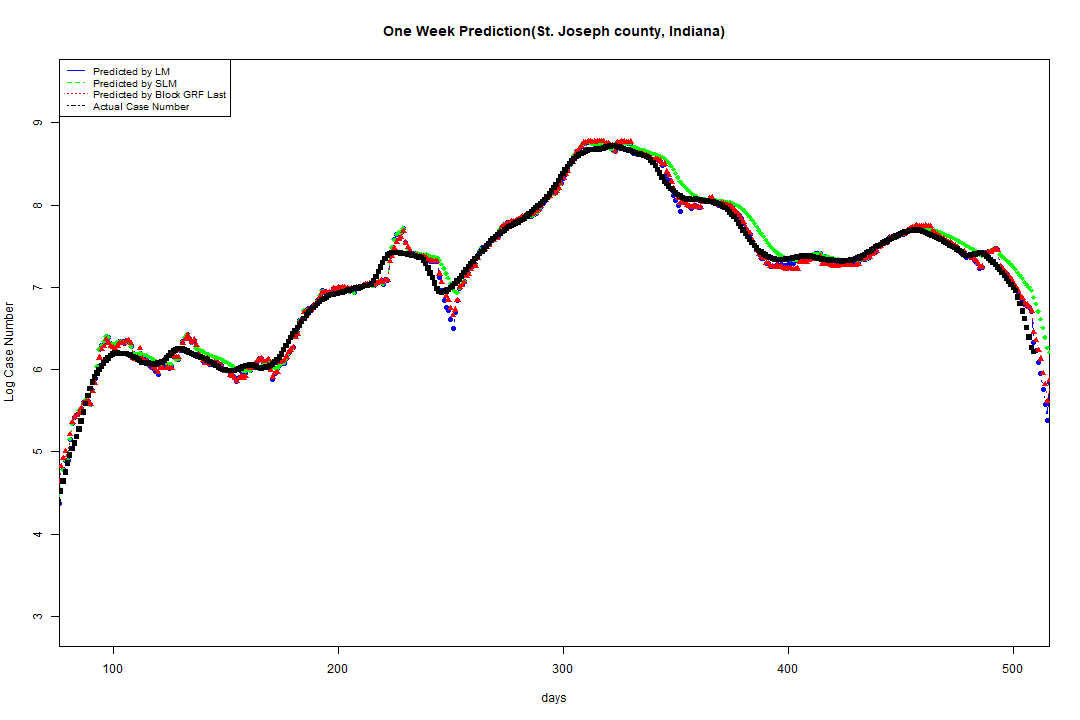 One Week Prediction(St. Joseph county, Indiana)
Predicted by LM
Predicted by SLM
Predicted by Block GRF Last
Actual Case Number
9
8
7
6
5
4
3
Log Case Number
100 200 300 400 500
days